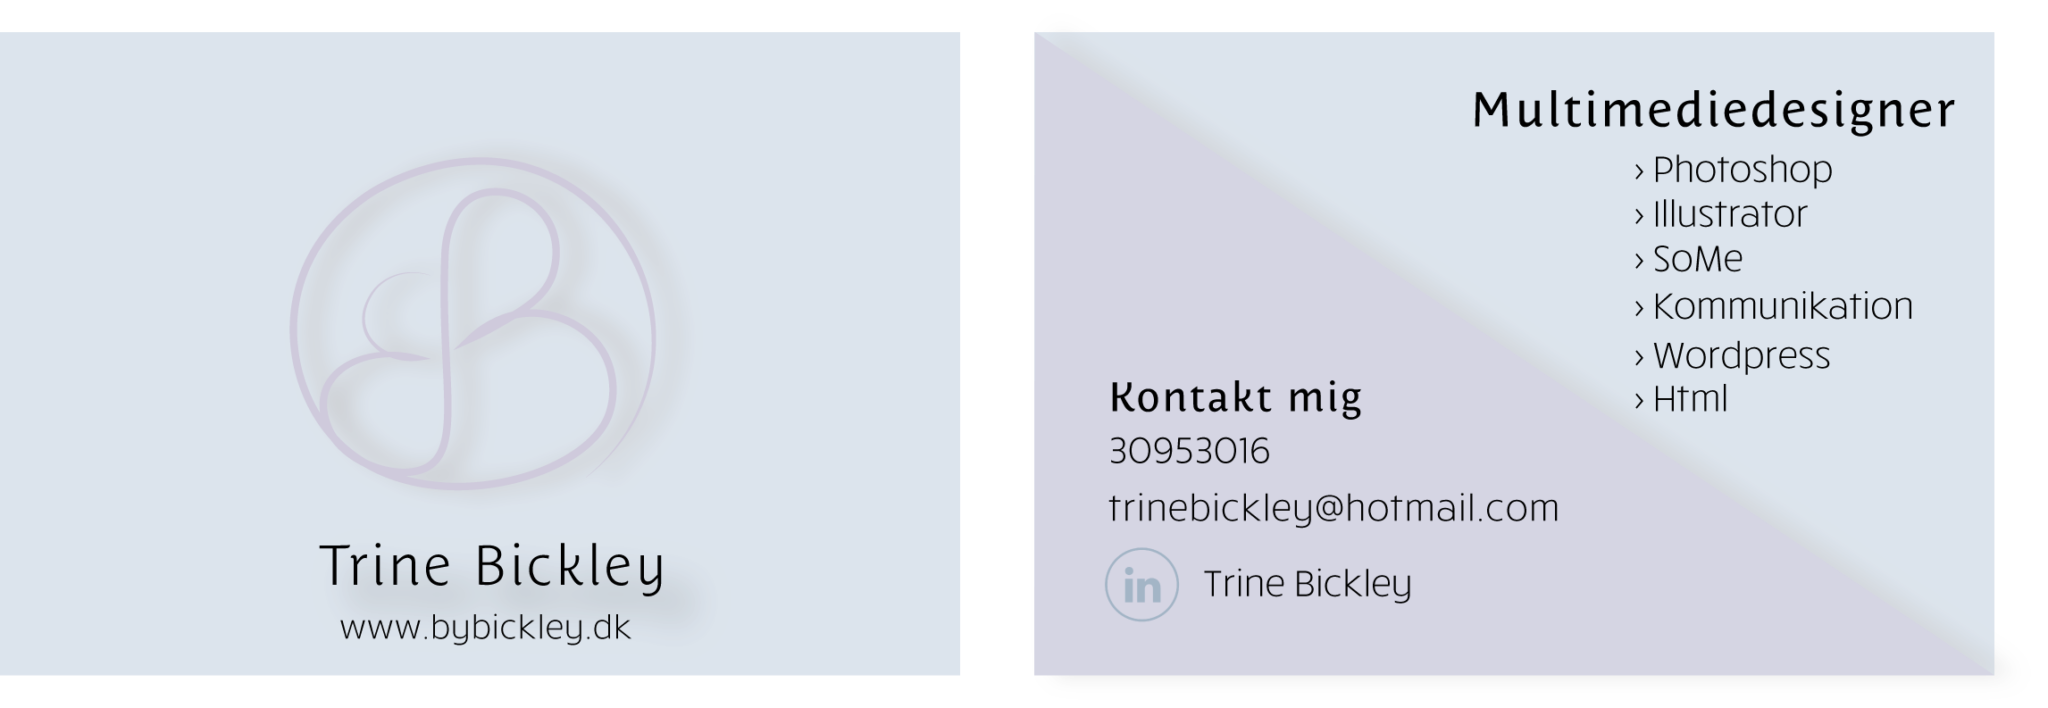 Trine Bickley
www.bybickley.dk
Multimediedesigner
› Photoshop
› Illustrator
› SoMe
› Kommunikation
› Wordpress
› Html
Kontakt mig
30953016
trinebickley@hotmail.com
in Trine Bickley